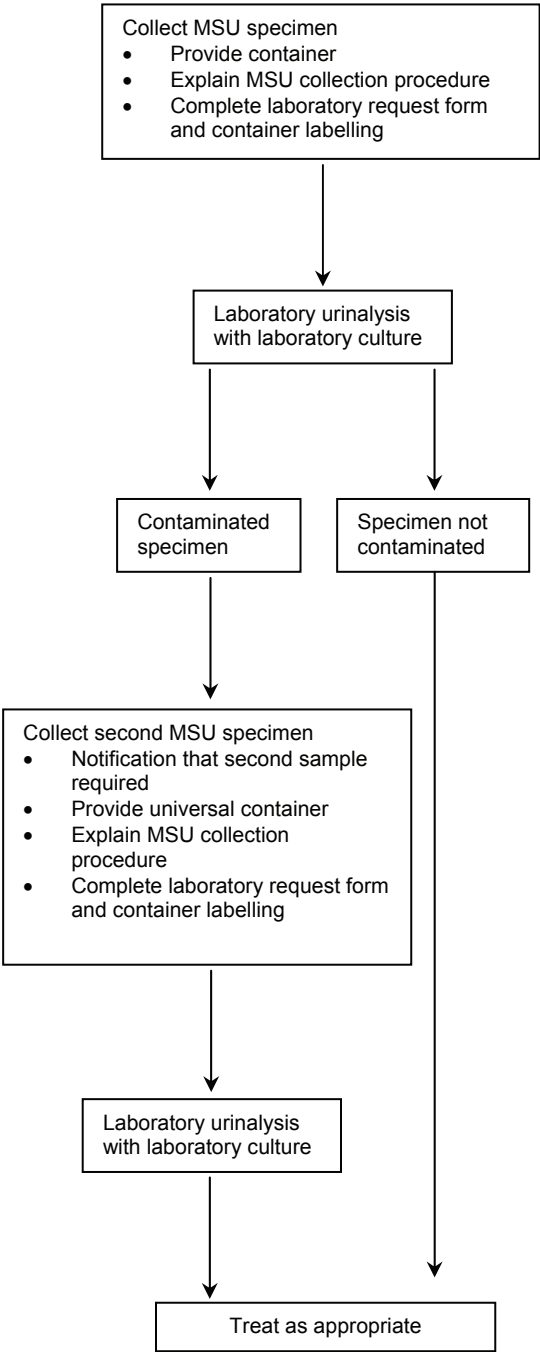 Collect MSU specimen
• Provide container
• Explain MSU collection procedure
• Complete laboratory request form
and container labelling
Laboratory urinalysis
with laboratory culture
Contaminated
specimen
Specimen not
contaminated
Collect second MSU specimen
• Notification that second sample
required
• Provide universal container
• Explain MSU collection
procedure
• Complete laboratory request form
and container labelling
Laboratory urinalysis
with laboratory culture
Treat as appropriate